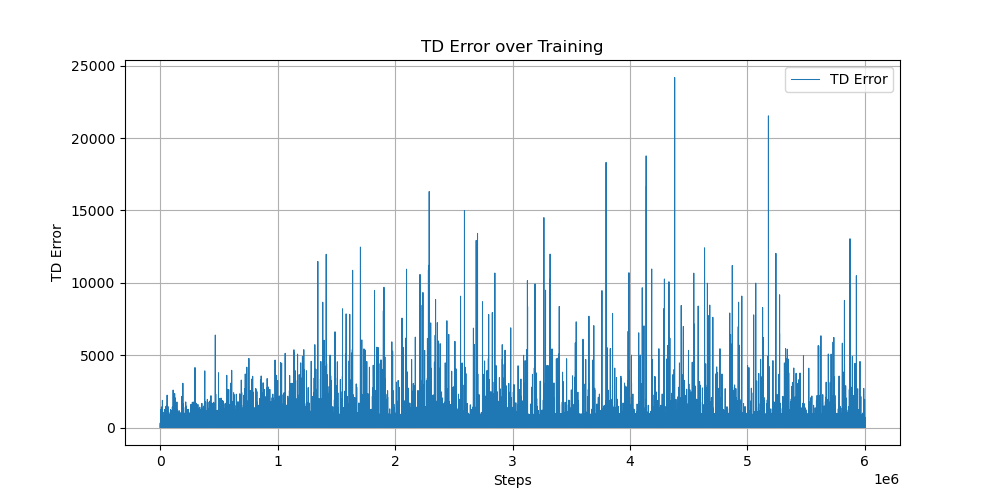 TD Error over Training
25000
20000
15000
10000
5000
0
TD Error
TD Error
0 1 2 3 4 5 6
1e6
Steps